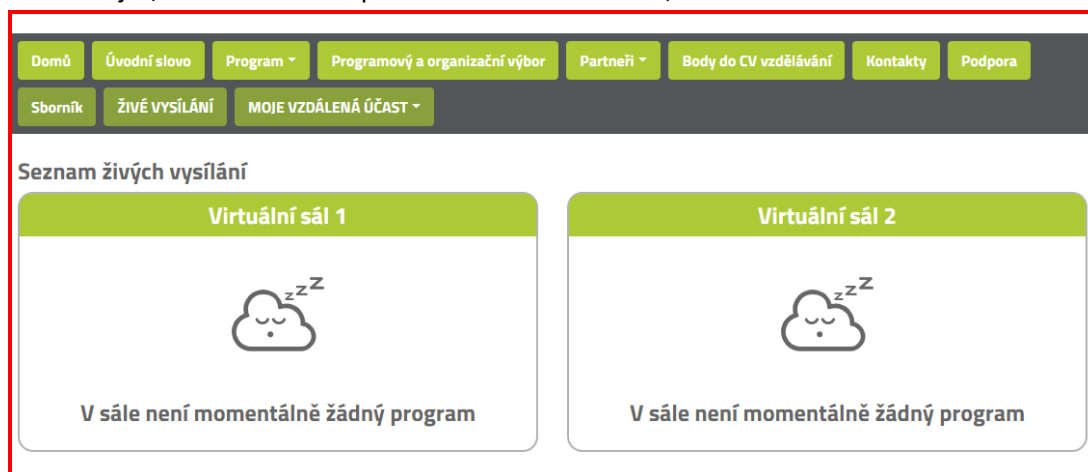 Domů Úvodní slovo Program Programový a organizační výbor Partneři Body do CV vzdělávání Kontakty Podpora
Sborník ŽIVÉ VYSÍLÁNÍ MOJE VZDÁLENÁ ÚČAST
Seznam živých vysílání
Virtuální sál 1 Virtuální sál 2
z z Z z z Z
V sále není momentálně žádný program V sále není momentálně žádný program